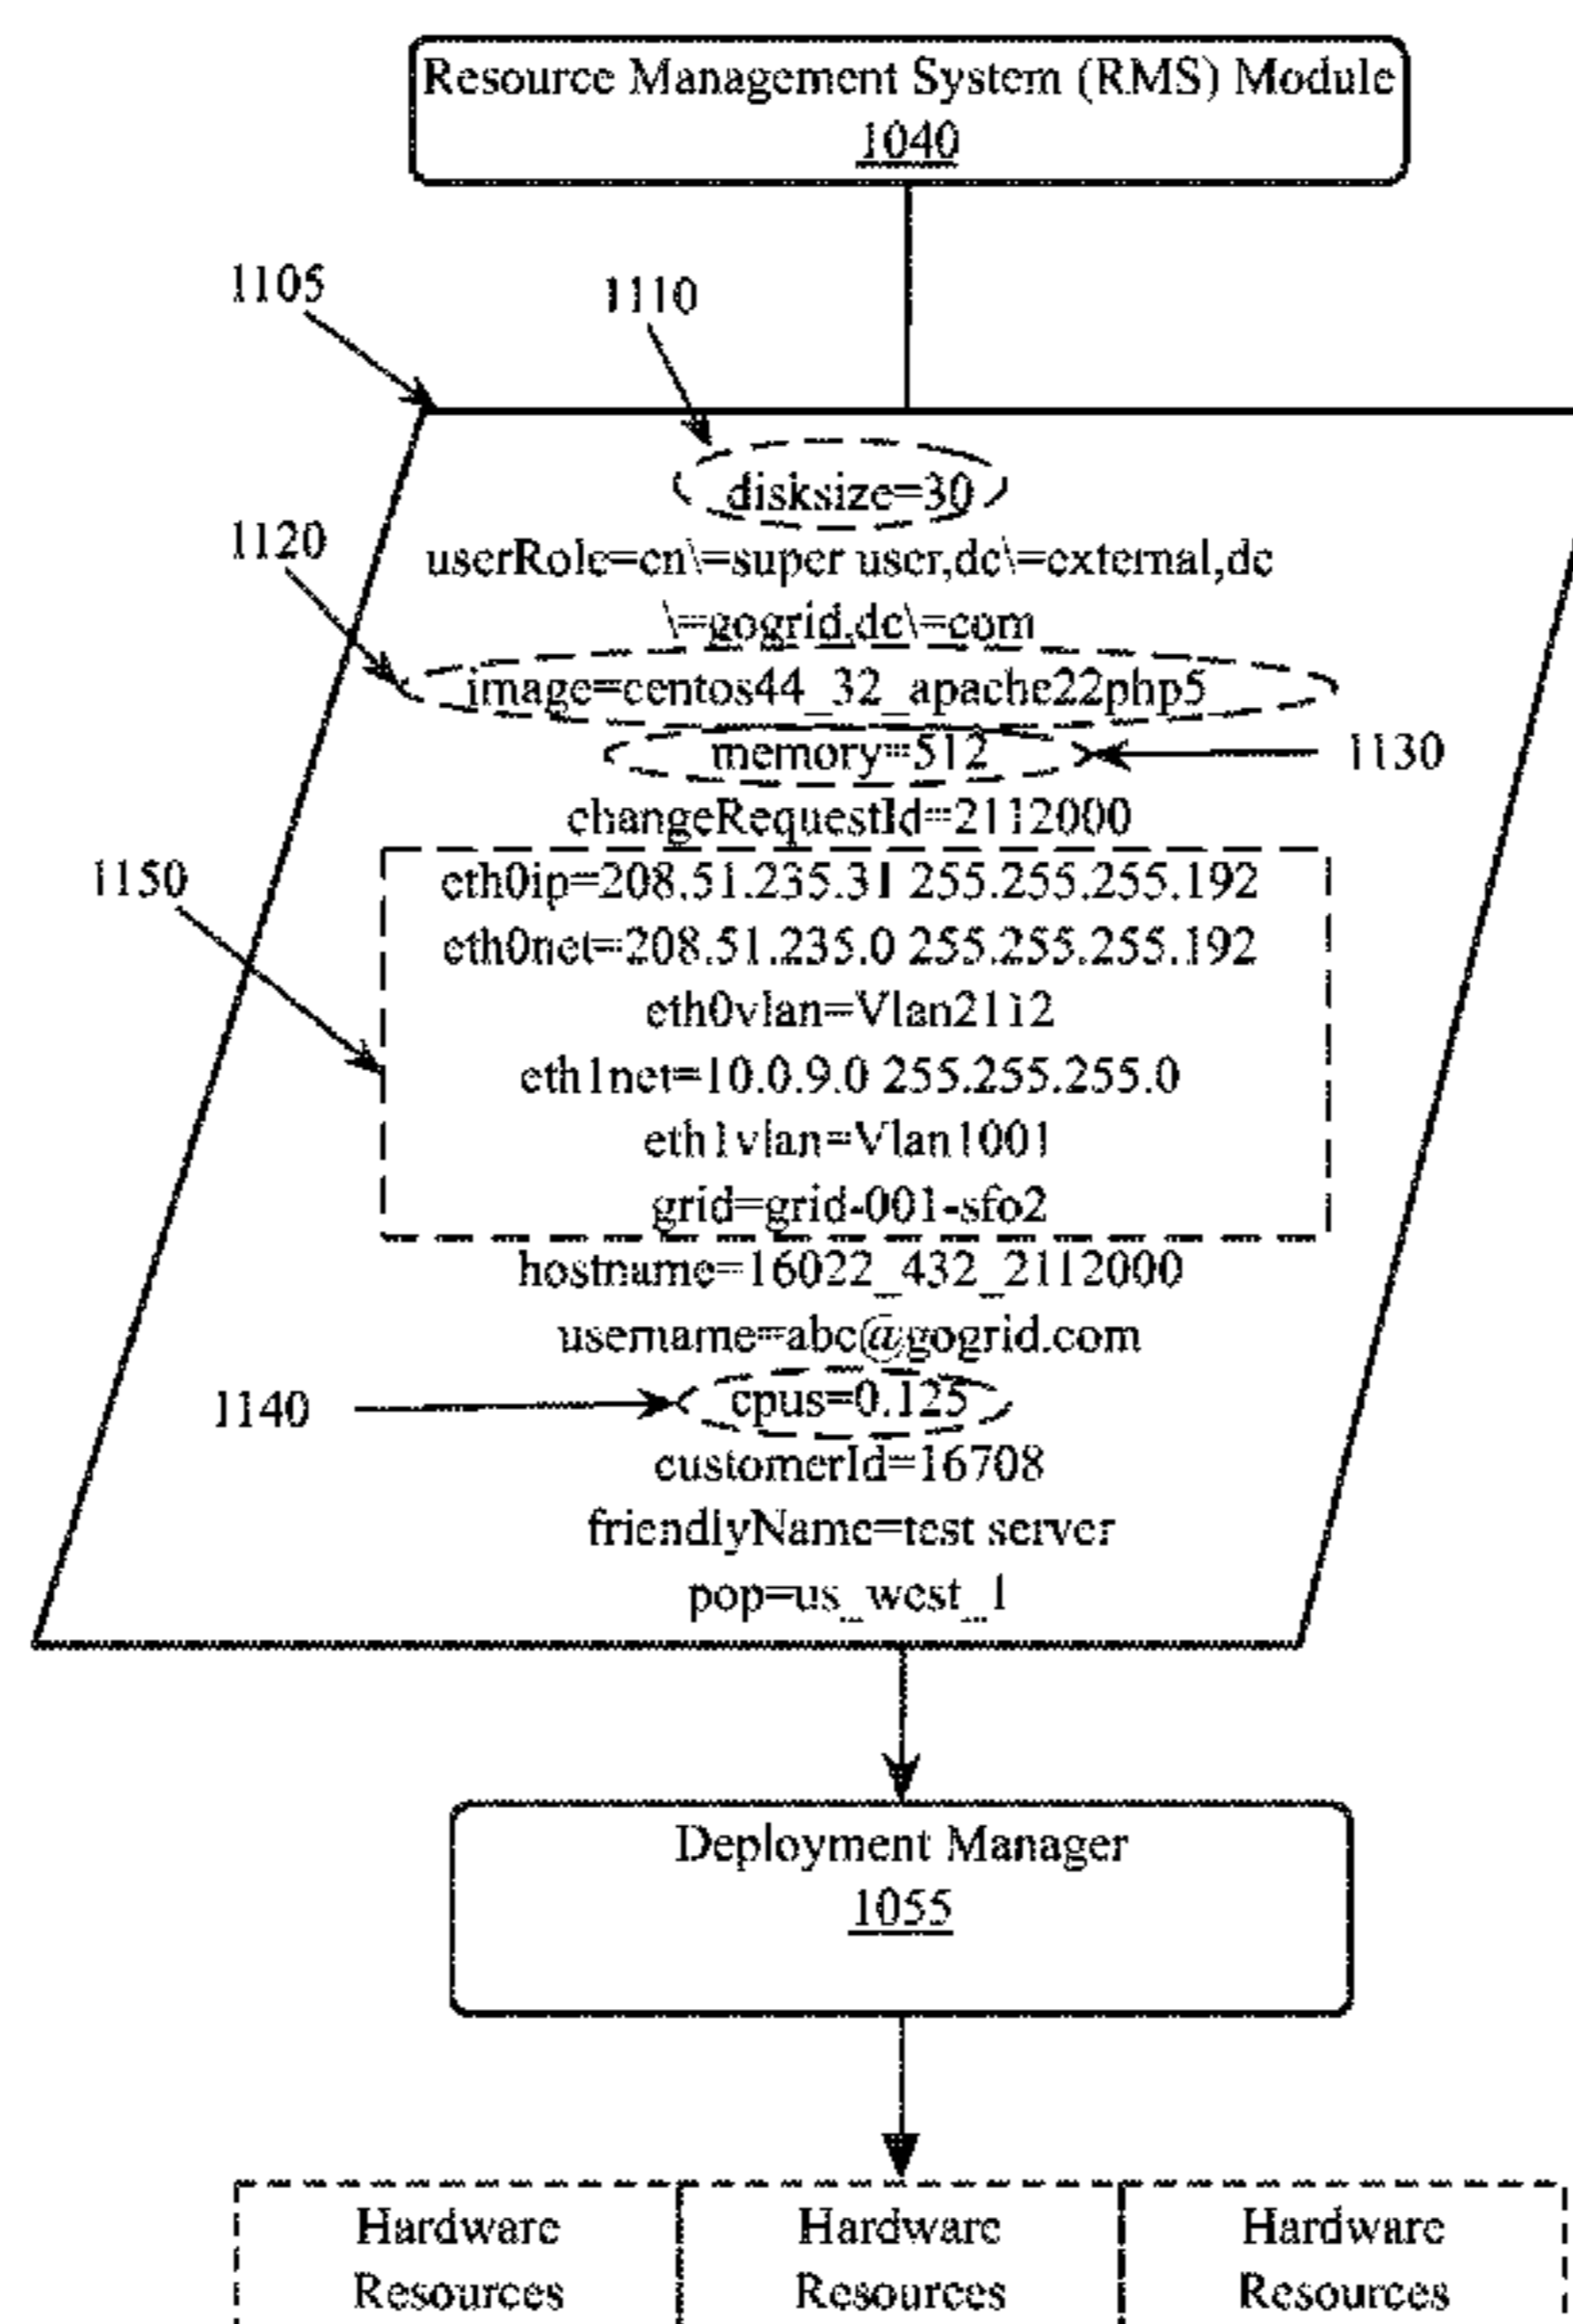 Resource Management System (RMS) Module
1040
1105
1110
disksize=30
1120
userRole=cn\=super user,dc\=external,dc
\=gogrid,dc\=com
image=centos44_32_apache22php5
memory=512
1130
changeRequestId=2112000
1150
eth0ip=208.51.235.31 255.255.255.192
eth0net=208.51.235.0 255.255.255.192
eth0vlan=Vlan2112
eth1net=10.0.9.0 255.255.255.0
eth1vlan=Vlan1001
grid=grid-001-sfo2
hostname=16022_432_2112000
username=abc@gogrid.com
1140
cpus=0.125
customerId=16708
friendlyName=test server
pop=us_west_1
Deployment Manager
1055
Hardware Hardware Hardware
Resources Resources Resources